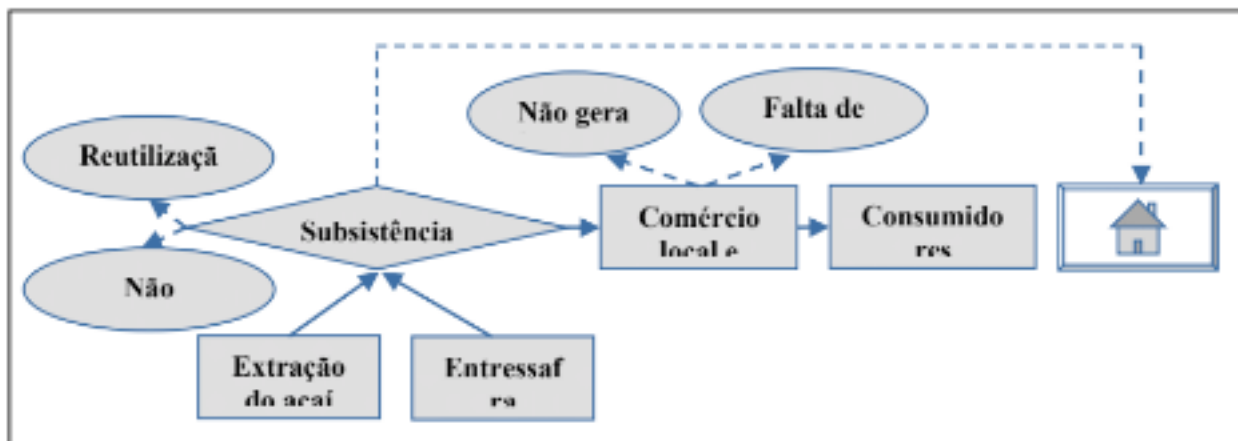 Não gera
Falta de
Reutilizaçã
Subsistência
Comércio
local e
Consumido
res
Não
Extração
do açaí
Entressaf
ra